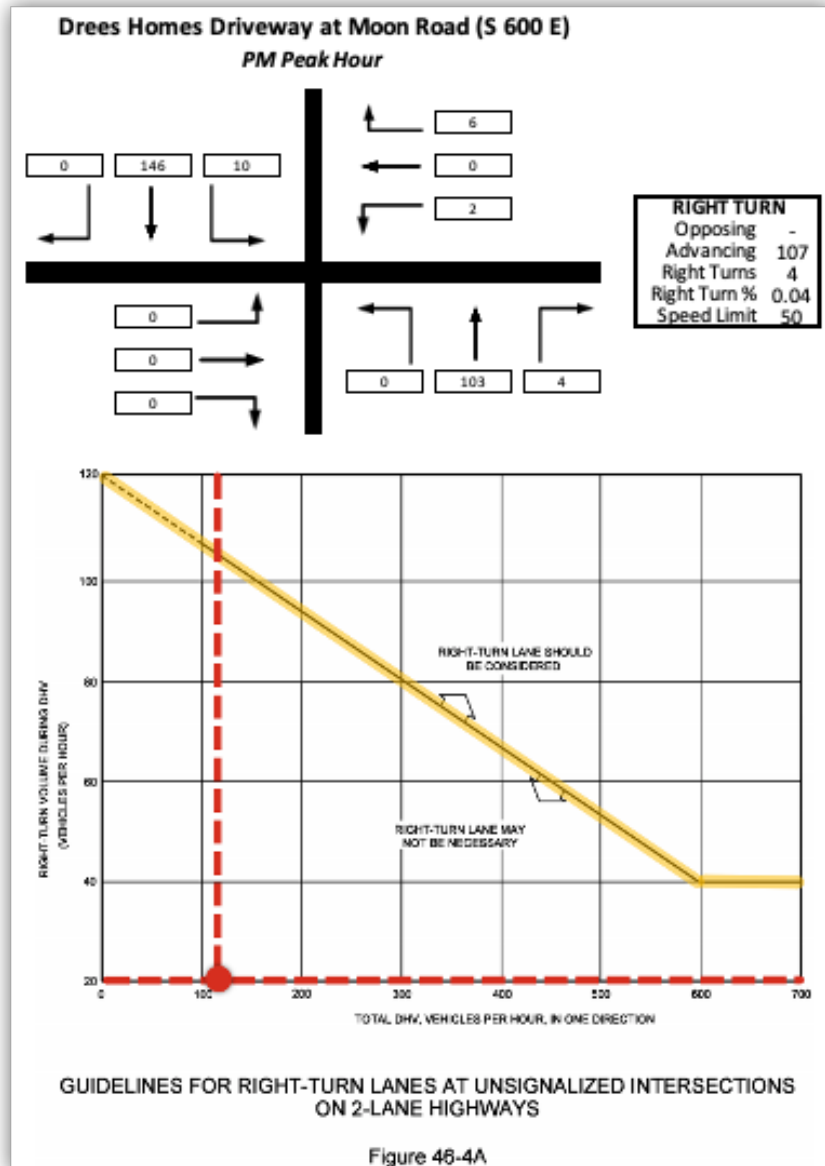 Drees Homes Driveway at Moon Road (S 600 E)
PM Peak Hour
0 146 10
6
0
2
RIGHT TURN
Opposing -
Advancing 107
Right Turns 4
Right Turn % 0.04
Speed Limit 50
0
0
0
0 103 4
120
100
80
60
40
20
RIGHT-TURN VOLUME DURING DHV
(VEHICLES PER HOUR)
RIGHT-TURN LANE SHOULD
BE CONSIDERED
RIGHT-TURN LANE MAY
NOT BE NECESSARY
0 100 200 300 400 500 600 700
TOTAL DHV, VEHICLES PER HOUR, IN ONE DIRECTION
GUIDELINES FOR RIGHT-TURN LANES AT UNSIGNALIZED INTERSECTIONS
ON 2-LANE HIGHWAYS
Figure 46-4A